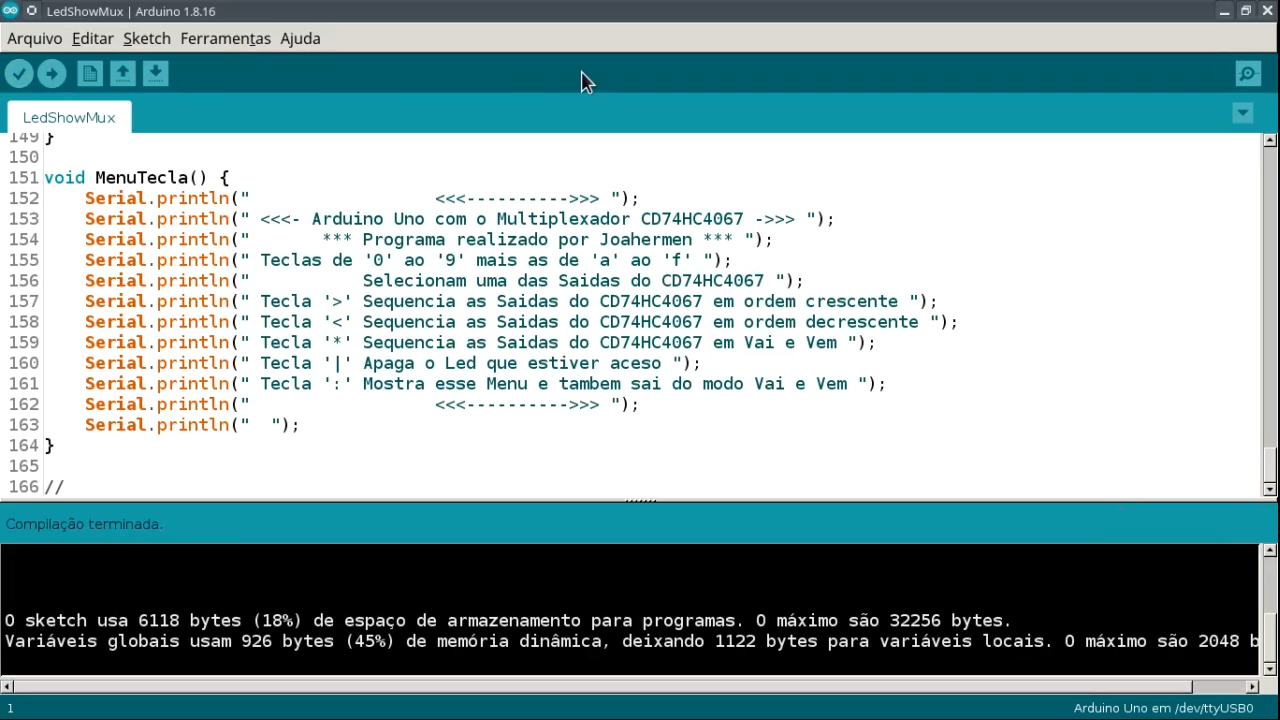 LedShowMux | Arduino 1.8.16
Arquivo Editar Sketch Ferramentas Ajuda
LedShowMux
149 }
150
151 void MenuTecla() {
152     Serial.println("                  <<<---------->>> ");
153     Serial.println(" <<<- Arduino Uno com o Multiplexador CD74HC4067 ->>> ");
154     Serial.println("       *** Programa realizado por Joahermen *** ");
155     Serial.println(" Teclas de '0' ao '9' mais as de 'a' ao 'f' ");
156     Serial.println("           Selecionam uma das Saidas do CD74HC4067 ");
157     Serial.println(" Tecla '>' Sequencia as Saidas do CD74HC4067 em ordem crescente ");
158     Serial.println(" Tecla '<' Sequencia as Saidas do CD74HC4067 em ordem decrescente ");
159     Serial.println(" Tecla '*' Sequencia as Saidas do CD74HC4067 em Vai e Vem ");
160     Serial.println(" Tecla '|' Apaga o Led que estiver aceso ");
161     Serial.println(" Tecla ':' Mostra esse Menu e tambem sai do modo Vai e Vem ");
162     Serial.println("                  <<<---------->>> ");
163     Serial.println("  ");
164 }
165
166 //
Compilação terminada.
O sketch usa 6118 bytes (18%) de espaço de armazenamento para programas. O máximo são 32256 bytes.
Variáveis globais usam 926 bytes (45%) de memória dinâmica, deixando 1122 bytes para variáveis locais. O máximo são 2048 b
1
Arduino Uno em /dev/ttyUSB0